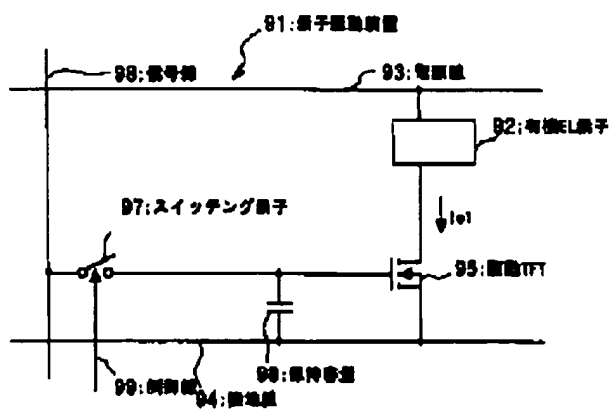 91;素子駆動装置
98;信号線
93;電源線
92;有機EL素子
97;スイッチング素子
Iel
95;駆動TFT
96;保持容量
99;制御線
94;接地線